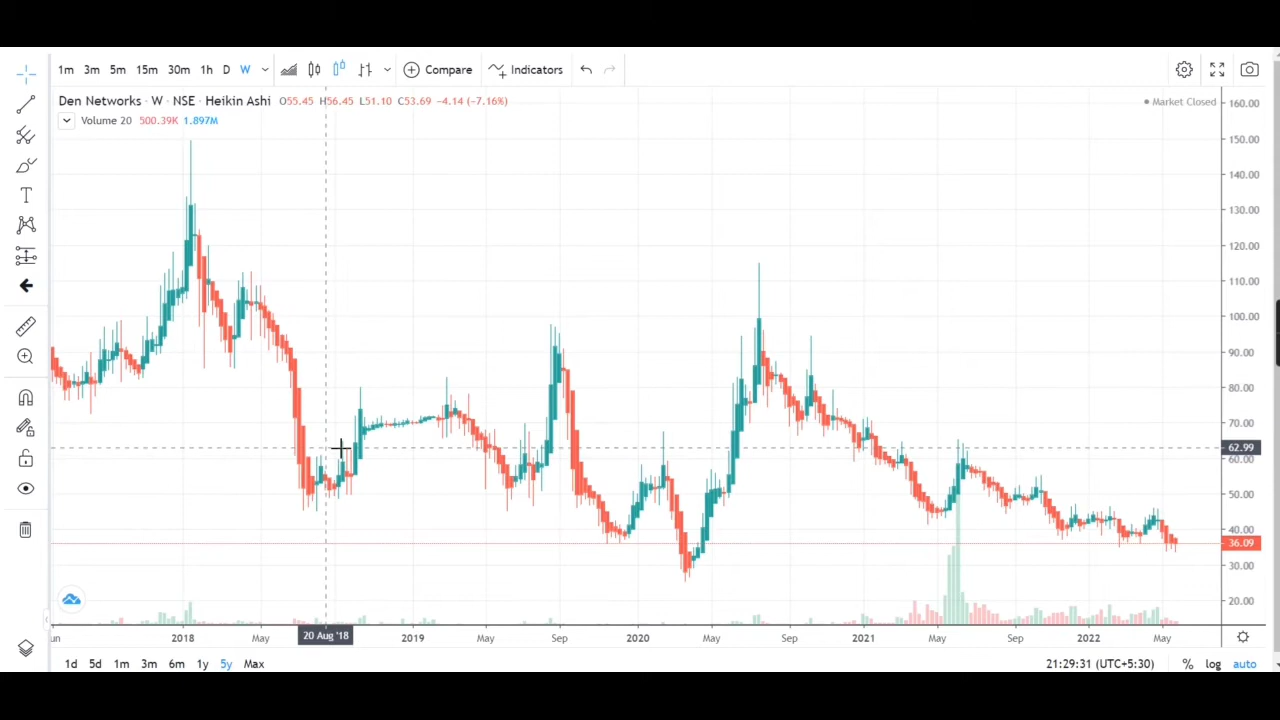 1m 3m 5m 15m 30m 1h D W Compare Indicators
Den Networks · W · NSE · Heikin Ashi O55.45 H56.45 L51.10 C53.69 −4.14 (−7.16%) Market Closed
Volume 20 500.39K 1.897M
160.00
150.00
140.00
130.00
120.00
110.00
100.00
90.00
80.00
70.00
62.99
60.00
50.00
40.00
36.09
30.00
20.00
T
un 2018 May 20 Aug '18 2019 May Sep 2020 May Sep 2021 May Sep 2022 May
1d 5d 1m 3m 6m 1y 5y Max 21:29:31 (UTC+5:30) % log auto